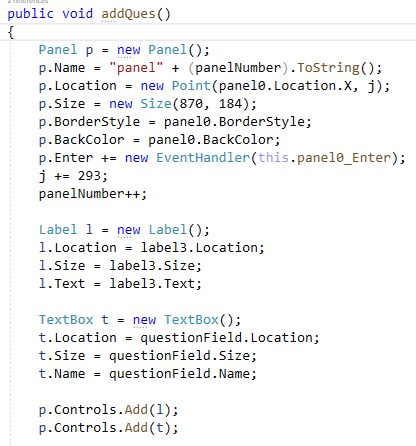 2 references
public void addQues()
{
Panel p = new Panel();
p.Name = "panel" + (panelNumber).ToString();
p.Location = new Point(panel0.Location.X, j);
p.Size = new Size(870, 184);
p.BorderStyle = panel0.BorderStyle;
p.BackColor = panel0.BackColor;
p.Enter += new EventHandler(this.panel0_Enter);
j += 293;
panelNumber++;
Label l = new Label();
l.Location = label3.Location;
l.Size = label3.Size;
l.Text = label3.Text;
TextBox t = new TextBox();
t.Location = questionField.Location;
t.Size = questionField.Size;
t.Name = questionField.Name;
p.Controls.Add(l);
p.Controls.Add(t);